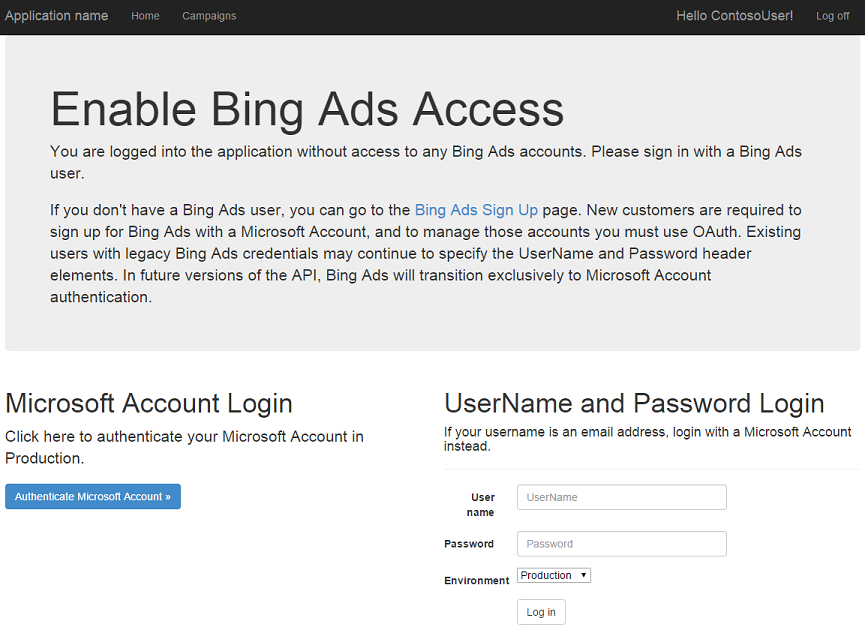 Application name Home Campaigns Hello ContosoUser! Log off
Enable Bing Ads Access
You are logged into the application without access to any Bing Ads accounts. Please sign in with a Bing Ads
user.
If you don't have a Bing Ads user, you can go to the Bing Ads Sign Up page. New customers are required to
sign up for Bing Ads with a Microsoft Account, and to manage those accounts you must use OAuth. Existing
users with legacy Bing Ads credentials may continue to specify the UserName and Password header
elements. In future versions of the API, Bing Ads will transition exclusively to Microsoft Account
authentication.
Microsoft Account Login
Click here to authenticate your Microsoft Account in
Production.
Authenticate Microsoft Account »
UserName and Password Login
If your username is an email address, login with a Microsoft Account
instead.
User
name
UserName
Password
Password
Environment
Production
Log in